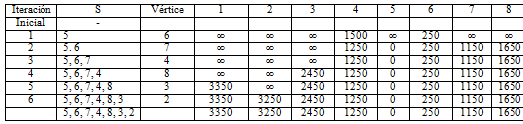 Iteración S Vértice 1 2 3 4 5 6 7 8
Inicial -
1 5 6 ∞ ∞ ∞ 1500 ∞ 250 ∞ ∞
2 5. 6 7 ∞ ∞ ∞ 1250 0 250 1150 1650
3 5, 6, 7 4 ∞ ∞ ∞ 1250 0 250 1150 1650
4 5, 6, 7, 4 8 ∞ ∞ 2450 1250 0 250 1150 1650
5 5, 6, 7, 4, 8 3 3350 ∞ 2450 1250 0 250 1150 1650
6 5, 6, 7, 4, 8, 3 2 3350 3250 2450 1250 0 250 1150 1650
5, 6, 7, 4, 8, 3, 2 3350 3250 2450 1250 0 250 1150 1650